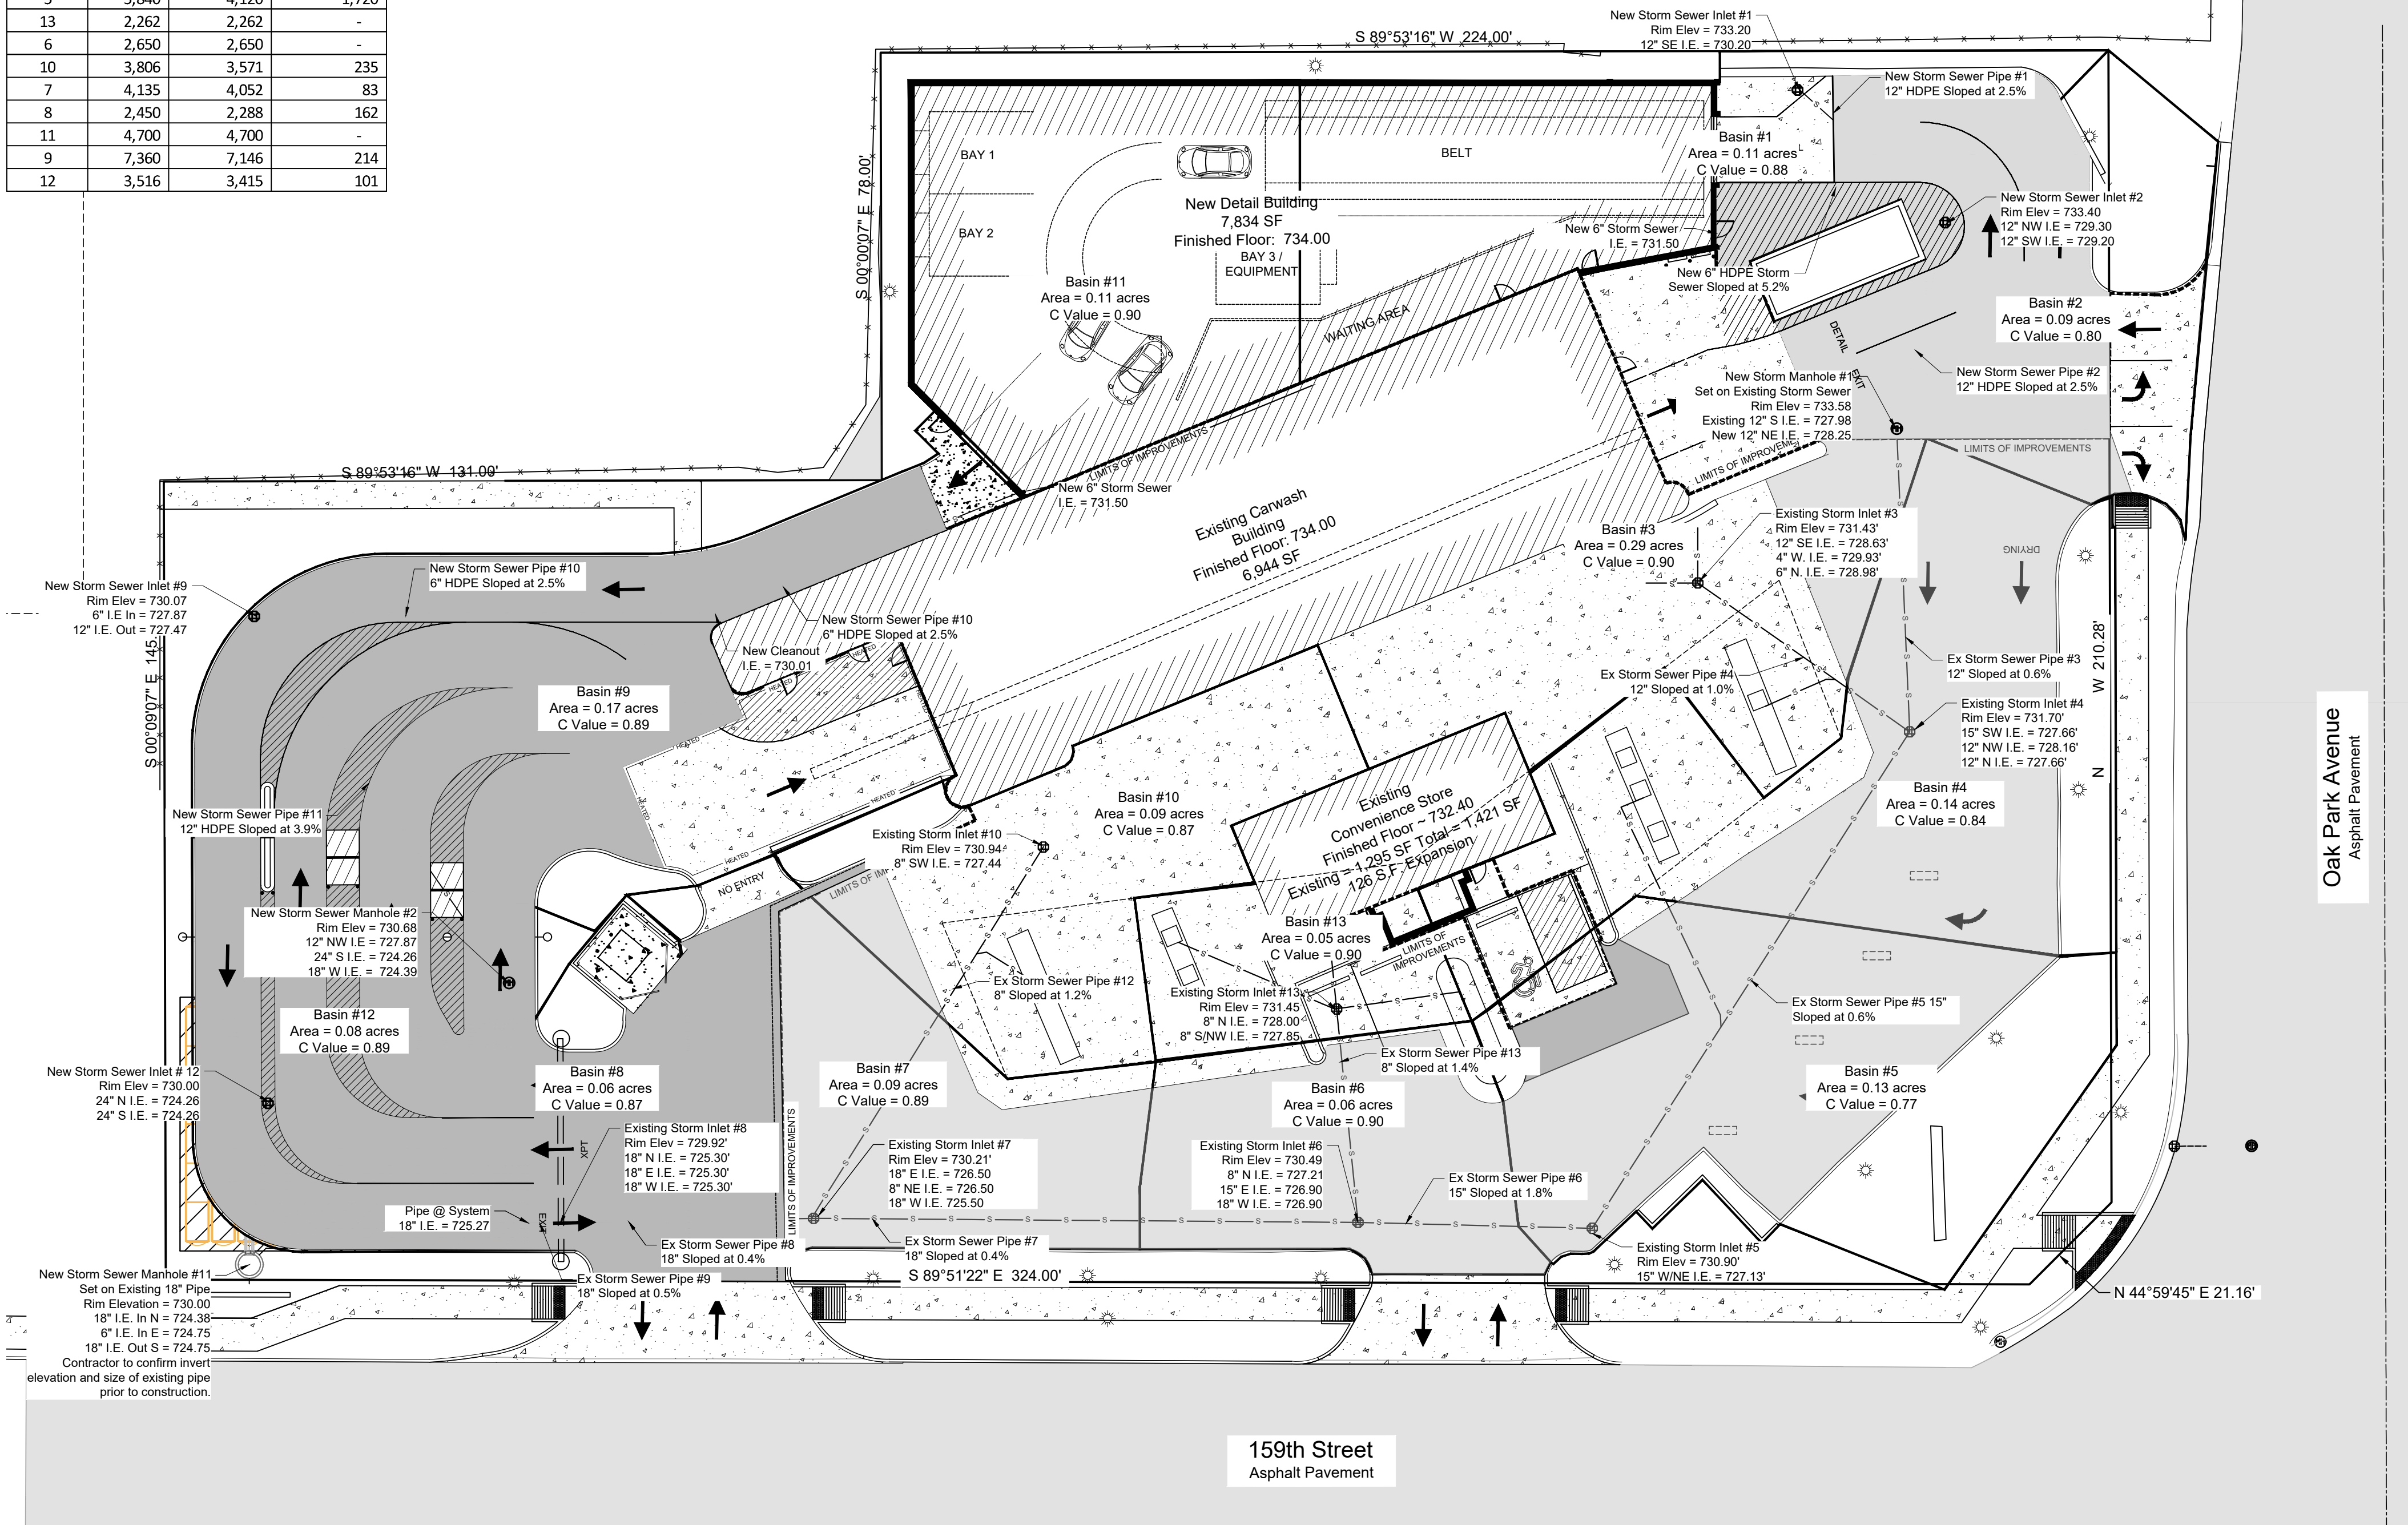 5 3,840 4,120 1,720
13 2,262 2,262 -
6 2,650 2,650 -
10 3,806 3,571 235
7 4,135 4,052 83
8 2,450 2,288 162
11 4,700 4,700 -
9 7,360 7,146 214
12 3,516 3,415 101
S 89°53'16" W 224.00'
New Storm Sewer Inlet #1
Rim Elev = 733.20
12" SE I.E. = 730.20
New Storm Sewer Pipe #1
12" HDPE Sloped at 2.5%
S 00°00'07" E 78.00'
BAY 1
BAY 2
BELT
New Detail Building
7,834 SF
Finished Floor: 734.00
BAY 3 /
EQUIPMENT
WAITING AREA
Basin #11
Area = 0.11 acres
C Value = 0.90
Basin #1
Area = 0.11 acres
C Value = 0.88
New 6" Storm Sewer
I.E. = 731.50
New 6" HDPE Storm
Sewer Sloped at 5.2%
New Storm Sewer Inlet #2
Rim Elev = 733.40
12" NW I.E = 729.30
12" SW I.E. = 729.20
Basin #2
Area = 0.09 acres
C Value = 0.80
DETAIL
EXIT
New Storm Sewer Pipe #2
12" HDPE Sloped at 2.5%
New Storm Manhole #1
Set on Existing Storm Sewer
Rim Elev = 733.58
Existing 12" S I.E. = 727.98
New 12" NE I.E. = 728.25
LIMITS OF IMPROVEMENTS
LIMITS OF IMPROVEMENTS
LIMITS OF IMPROVEMENTS
S 89°53'16" W 131.00'
New 6" Storm Sewer
I.E. = 731.50
Existing Carwash
Building
Finished Floor: 734.00
6,944 SF
Basin #3
Area = 0.29 acres
C Value = 0.90
Existing Storm Inlet #3
Rim Elev = 731.43'
12" SE I.E. = 728.63'
4" W. I.E. = 729.93'
6" N. I.E. = 728.98'
DRYING
New Storm Sewer Inlet #9
Rim Elev = 730.07
6" I.E In = 727.87
12" I.E. Out = 727.47
New Storm Sewer Pipe #10
6" HDPE Sloped at 2.5%
New Storm Sewer Pipe #10
6" HDPE Sloped at 2.5%
New Cleanout
I.E. = 730.01
S 00°09'07" E 145.
HEATED
HEATED
HEATED
HEATED
HEATED
HEATED
HEATED
Basin #9
Area = 0.17 acres
C Value = 0.89
Ex Storm Sewer Pipe #4
12" Sloped at 1.0%
Ex Storm Sewer Pipe #3
12" Sloped at 0.6%
Existing Storm Inlet #4
Rim Elev = 731.70'
15" SW I.E. = 727.66'
12" NW I.E. = 728.16'
12" N I.E. = 727.66'
N W 210.28'
Oak Park Avenue
Asphalt Pavement
New Storm Sewer Pipe #11
12" HDPE Sloped at 3.9%
Existing Storm Inlet #10
Rim Elev = 730.94
8" SW I.E. = 727.44
Basin #10
Area = 0.09 acres
C Value = 0.87
Existing
Convenience Store
Finished Floor ~ 732.40
Existing = 1,295 SF Total = 1,421 SF
126 S.F. Expansion
Basin #4
Area = 0.14 acres
C Value = 0.84
NO ENTRY
LIMITS OF IM
New Storm Sewer Manhole #2
Rim Elev = 730.68
12" NW I.E = 727.87
24" S I.E. = 724.26
18" W I.E. = 724.39
Basin #13
Area = 0.05 acres
C Value = 0.90
LIMITS OF
IMPROVEMENTS
Ex Storm Sewer Pipe #12
8" Sloped at 1.2%
Existing Storm Inlet #13
Rim Elev = 731.45
8" N I.E. = 728.00
8" S/NW I.E. = 727.85
Ex Storm Sewer Pipe #5 15"
Sloped at 0.6%
Basin #12
Area = 0.08 acres
C Value = 0.89
Ex Storm Sewer Pipe #13
8" Sloped at 1.4%
New Storm Sewer Inlet # 12
Rim Elev = 730.00
24" N I.E. = 724.26
24" S I.E. = 724.26
Basin #8
Area = 0.06 acres
C Value = 0.87
Basin #7
Area = 0.09 acres
C Value = 0.89
Basin #6
Area = 0.06 acres
C Value = 0.90
Basin #5
Area = 0.13 acres
C Value = 0.77
XPT
Existing Storm Inlet #8
Rim Elev = 729.92'
18" N I.E. = 725.30'
18" E I.E. = 725.30'
18" W I.E. = 725.30'
LIMITS OF IMPROVEMENTS
Existing Storm Inlet #7
Rim Elev = 730.21'
18" E I.E. = 726.50
8" NE I.E. = 726.50
18" W I.E. 725.50
Existing Storm Inlet #6
Rim Elev = 730.49
8" N I.E. = 727.21
15" E I.E. = 726.90
18" W I.E. = 726.90
Ex Storm Sewer Pipe #6
15" Sloped at 1.8%
Pipe @ System
18" I.E. = 725.27
EXIT
Ex Storm Sewer Pipe #8
18" Sloped at 0.4%
Ex Storm Sewer Pipe #7
18" Sloped at 0.4%
Existing Storm Inlet #5
Rim Elev = 730.90'
15" W/NE I.E. = 727.13'
Ex Storm Sewer Pipe #9
18" Sloped at 0.5%
S 89°51'22" E 324.00'
N 44°59'45" E 21.16'
New Storm Sewer Manhole #11
Set on Existing 18" Pipe
Rim Elevation = 730.00
18" I.E. In N = 724.38
6" I.E. In E = 724.75
18" I.E. Out S = 724.75
Contractor to confirm invert
elevation and size of existing pipe
prior to construction.
159th Street
Asphalt Pavement